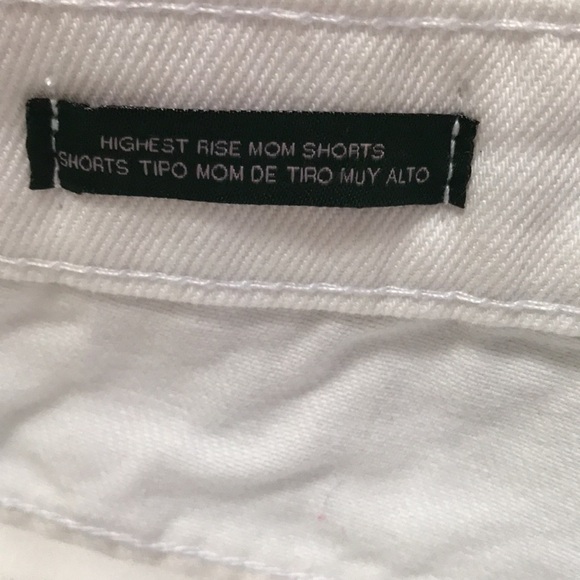 HIGHEST RISE MOM SHORTS
SHORTS TIPO MOM DE TIRO MUY ALTO